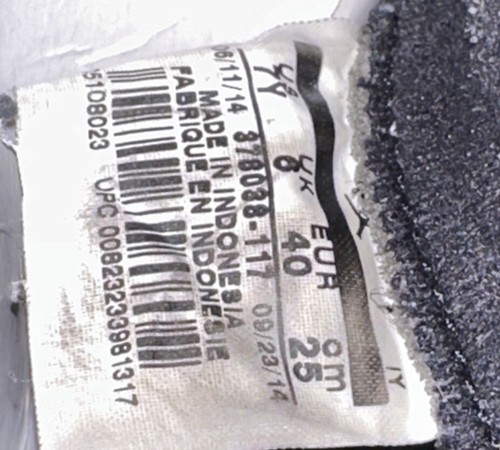 US UK EUR cm
7Y 6 40 25
06/11/14 378038-117 09/23/14
MADE IN INDONESIA
FABRIQUE EN INDONESIE
5108023 UPC 00823233981317